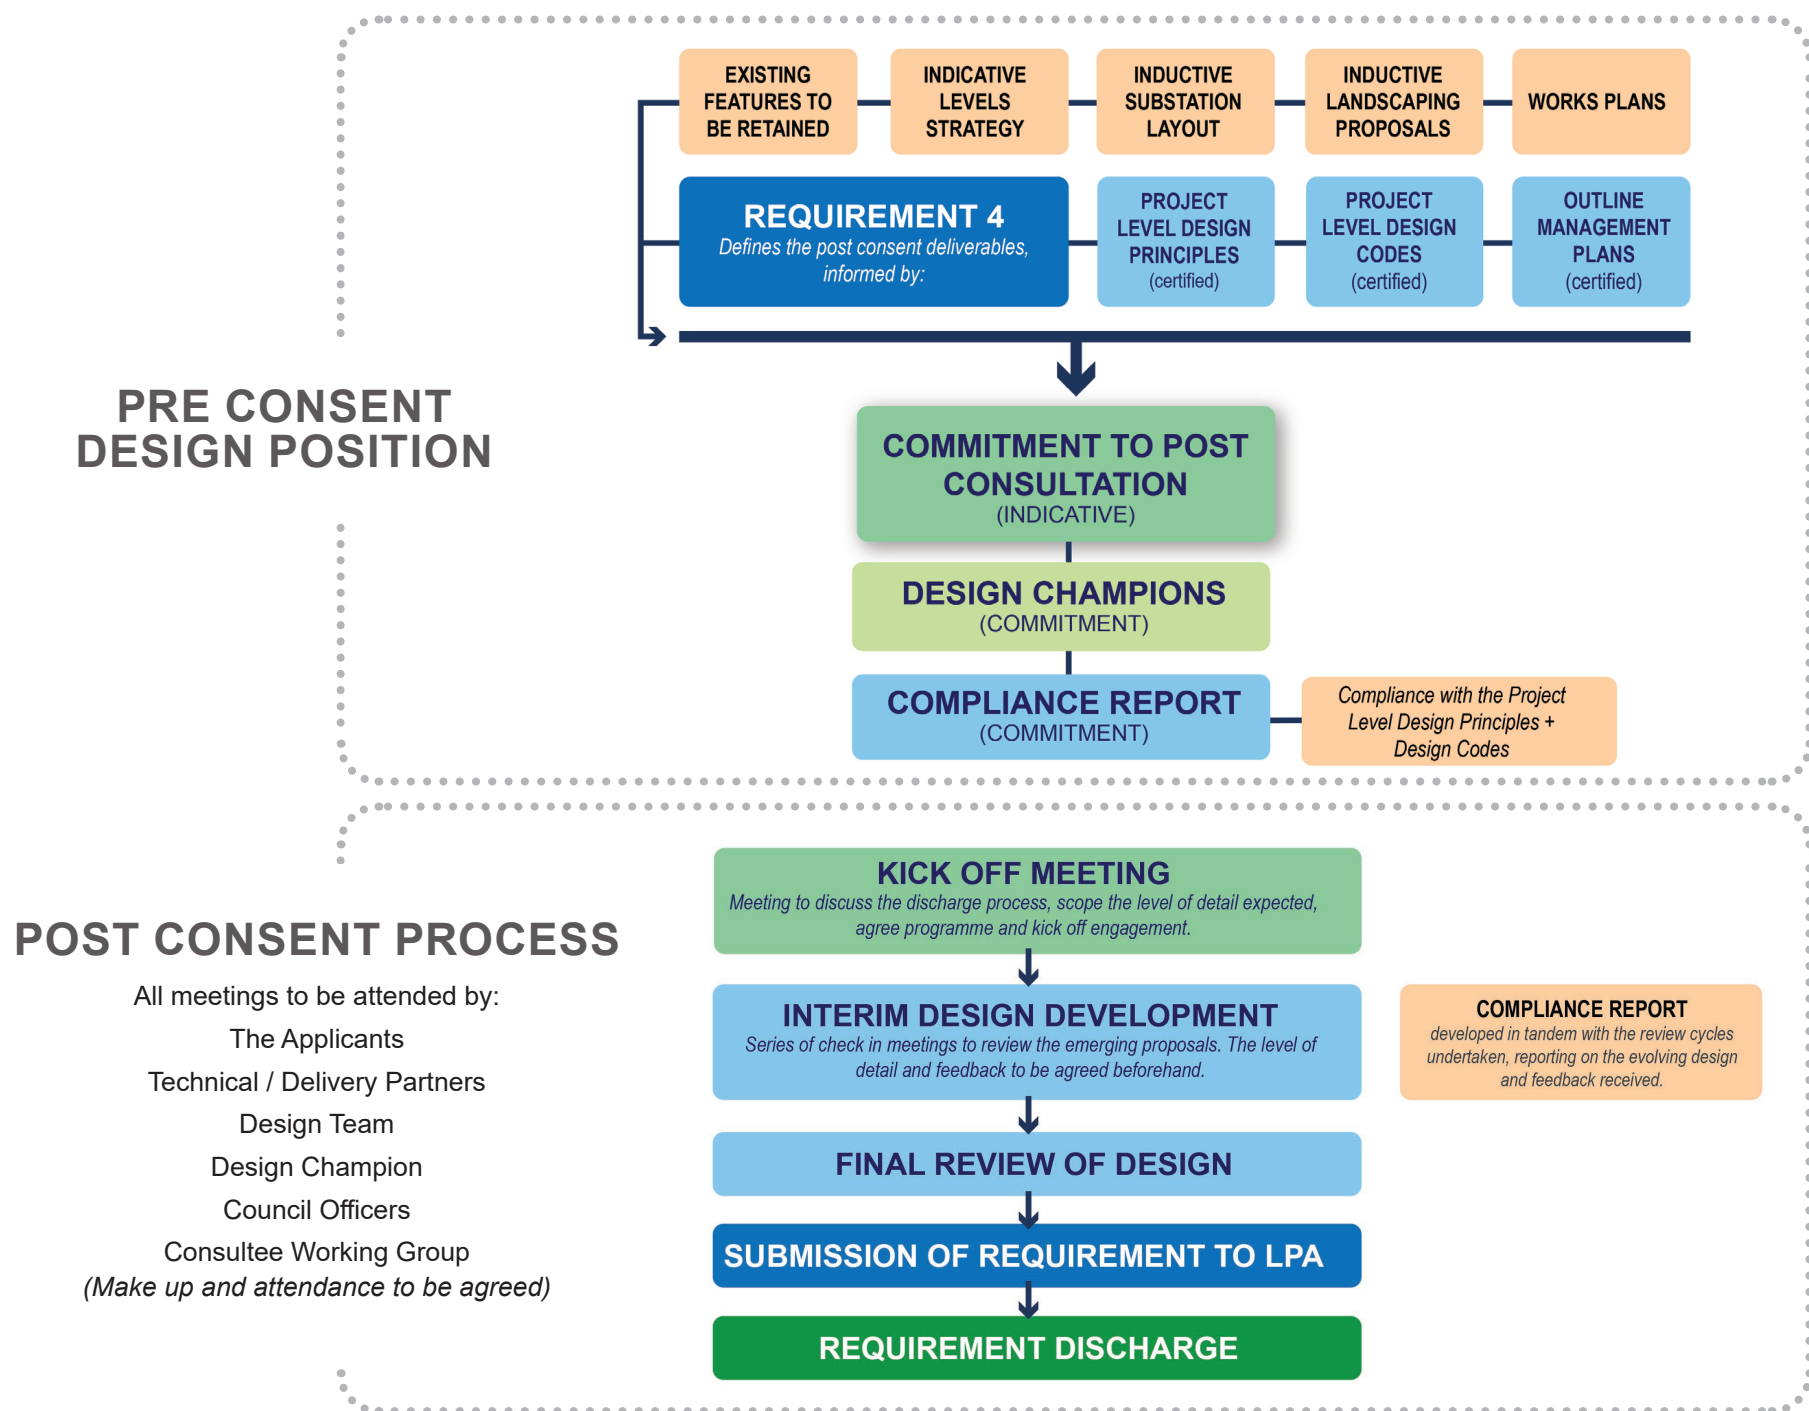 EXISTING
FEATURES TO
BE RETAINED
INDICATIVE
LEVELS
STRATEGY
INDUCTIVE
SUBSTATION
LAYOUT
INDUCTIVE
LANDSCAPING
PROPOSALS
WORKS PLANS
REQUIREMENT 4
Defines the post consent deliverables,
informed by:
PROJECT
LEVEL DESIGN
PRINCIPLES
(certified)
PROJECT
LEVEL DESIGN
CODES
(certified)
OUTLINE
MANAGEMENT
PLANS
(certified)
PRE CONSENT
DESIGN POSITION
COMMITMENT TO POST
CONSULTATION
(INDICATIVE)
DESIGN CHAMPIONS
(COMMITMENT)
COMPLIANCE REPORT
(COMMITMENT)
Compliance with the Project
Level Design Principles +
Design Codes
POST CONSENT PROCESS
All meetings to be attended by:
The Applicants
Technical / Delivery Partners
Design Team
Design Champion
Council Officers
Consultee Working Group
(Make up and attendance to be agreed)
KICK OFF MEETING
Meeting to discuss the discharge process, scope the level of detail expected,
agree programme and kick off engagement.
INTERIM DESIGN DEVELOPMENT
Series of check in meetings to review the emerging proposals. The level of
detail and feedback to be agreed beforehand.
COMPLIANCE REPORT
developed in tandem with the review cycles
undertaken, reporting on the evolving design
and feedback received.
FINAL REVIEW OF DESIGN
SUBMISSION OF REQUIREMENT TO LPA
REQUIREMENT DISCHARGE